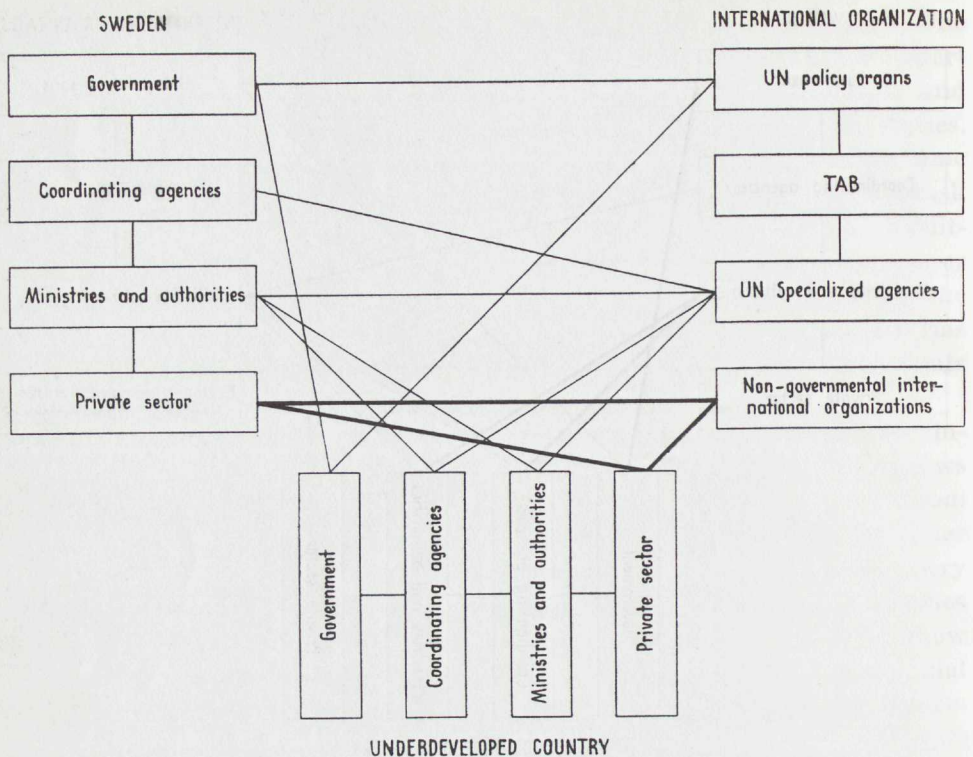 SWEDEN
Government
Coordinating agencies
Ministries and authorities
Private sector
INTERNATIONAL ORGANIZATION
UN policy organs
TAB
UN Specialized agencies
Non-governmental inter-
national organizations
Government
Coordinating agencies
Ministries and authorities
Private sector
UNDERDEVELOPED COUNTRY